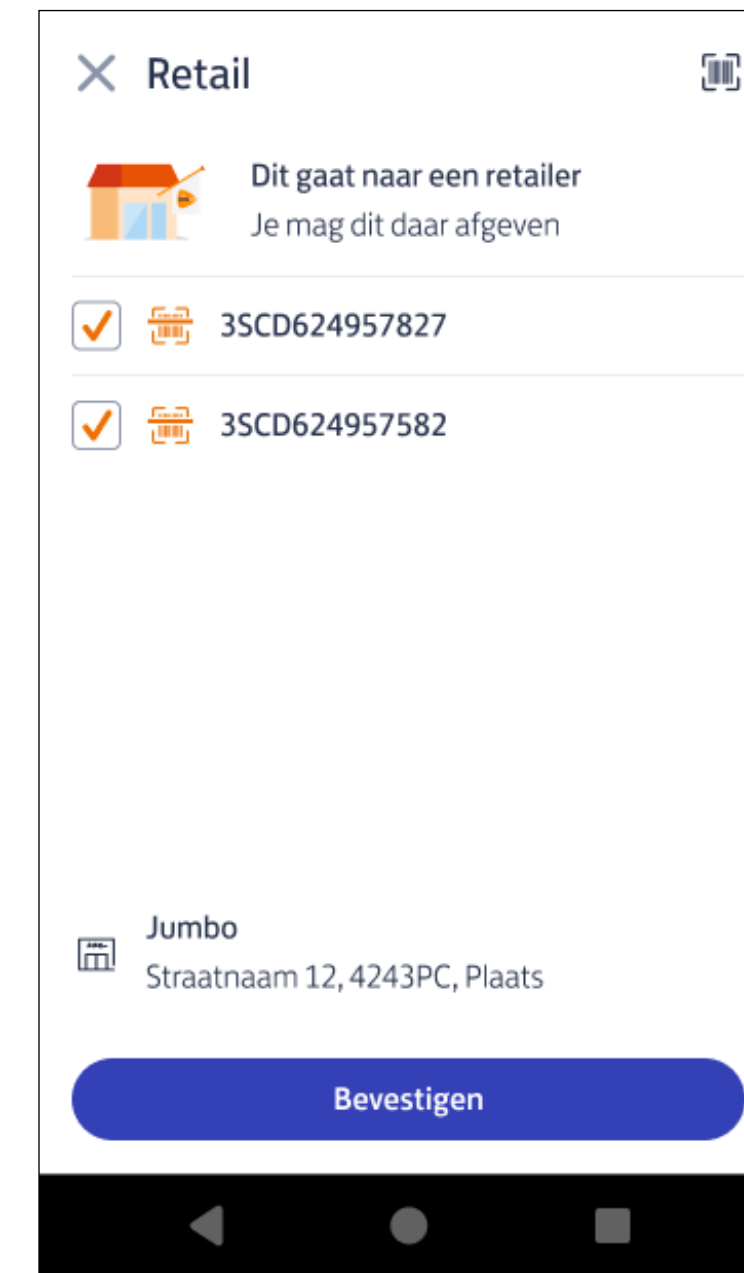 Retail
Dit gaat naar een retailer
Je mag dit daar afgeven
3SCD624957827
3SCD624957582
Jumbo
Straatnaam 12, 4243PC, Plaats
Bevestigen